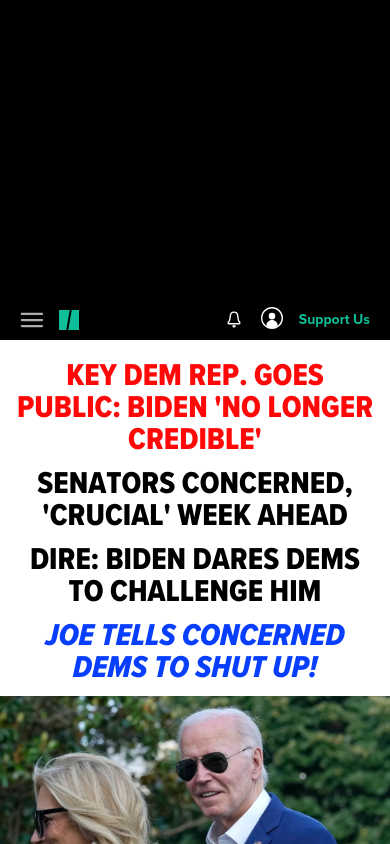 Support Us
KEY DEM REP. GOES
PUBLIC: BIDEN 'NO LONGER
CREDIBLE'
SENATORS CONCERNED,
'CRUCIAL' WEEK AHEAD
DIRE: BIDEN DARES DEMS
TO CHALLENGE HIM
JOE TELLS CONCERNED
DEMS TO SHUT UP!